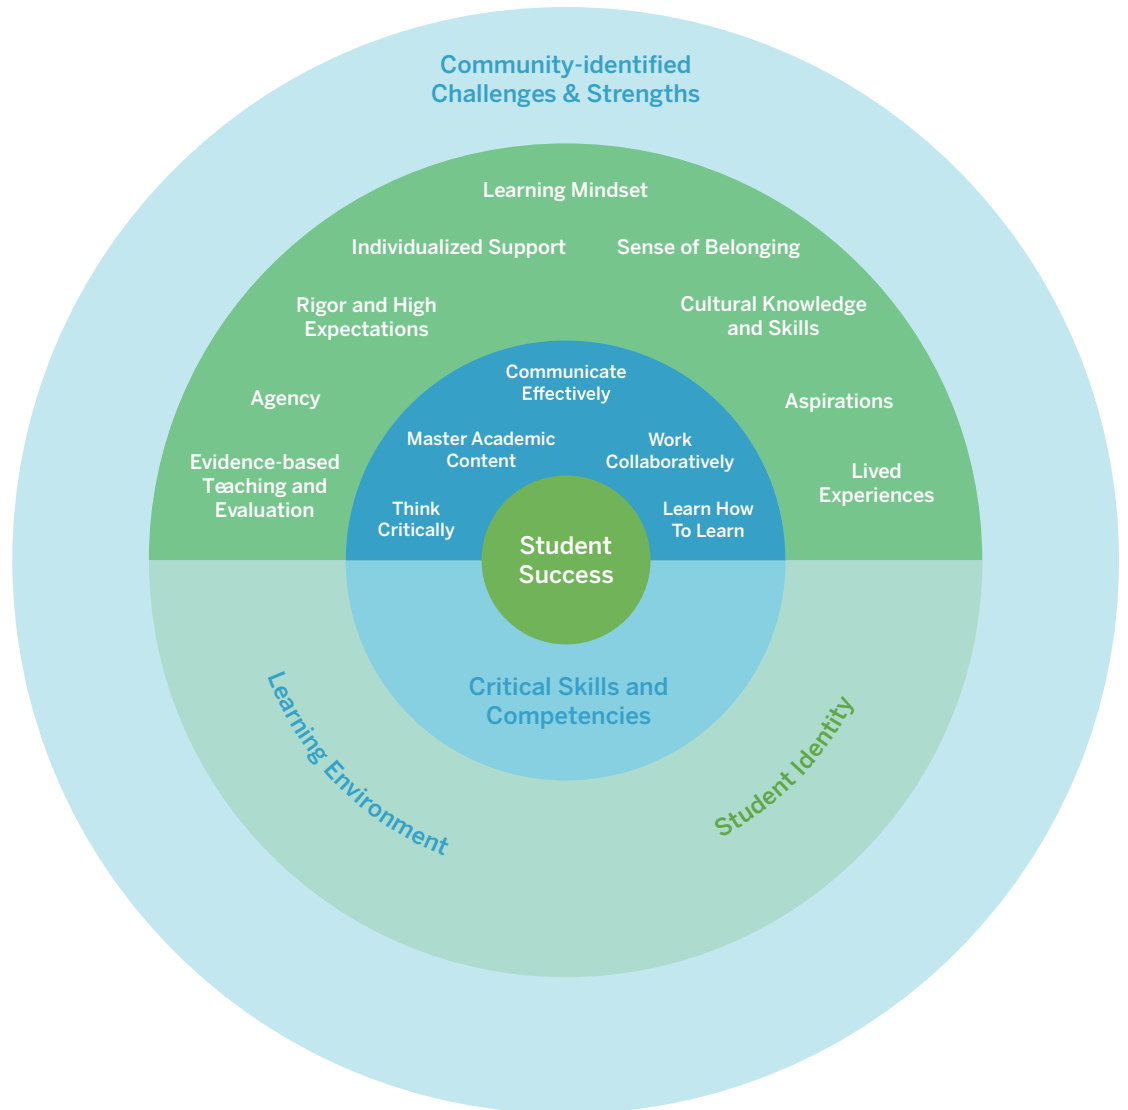 Community-identified
Challenges & Strengths
Learning Mindset
Individualized Support
Sense of Belonging
Rigor and High
Expectations
Cultural Knowledge
and Skills
Agency
Aspirations
Evidence-based
Teaching and
Evaluation
Lived
Experiences
Communicate
Effectively
Master Academic
Content
Work
Collaboratively
Think
Critically
Learn How
To Learn
Student
Success
Critical Skills and
Competencies
Learning Environment
Student Identity